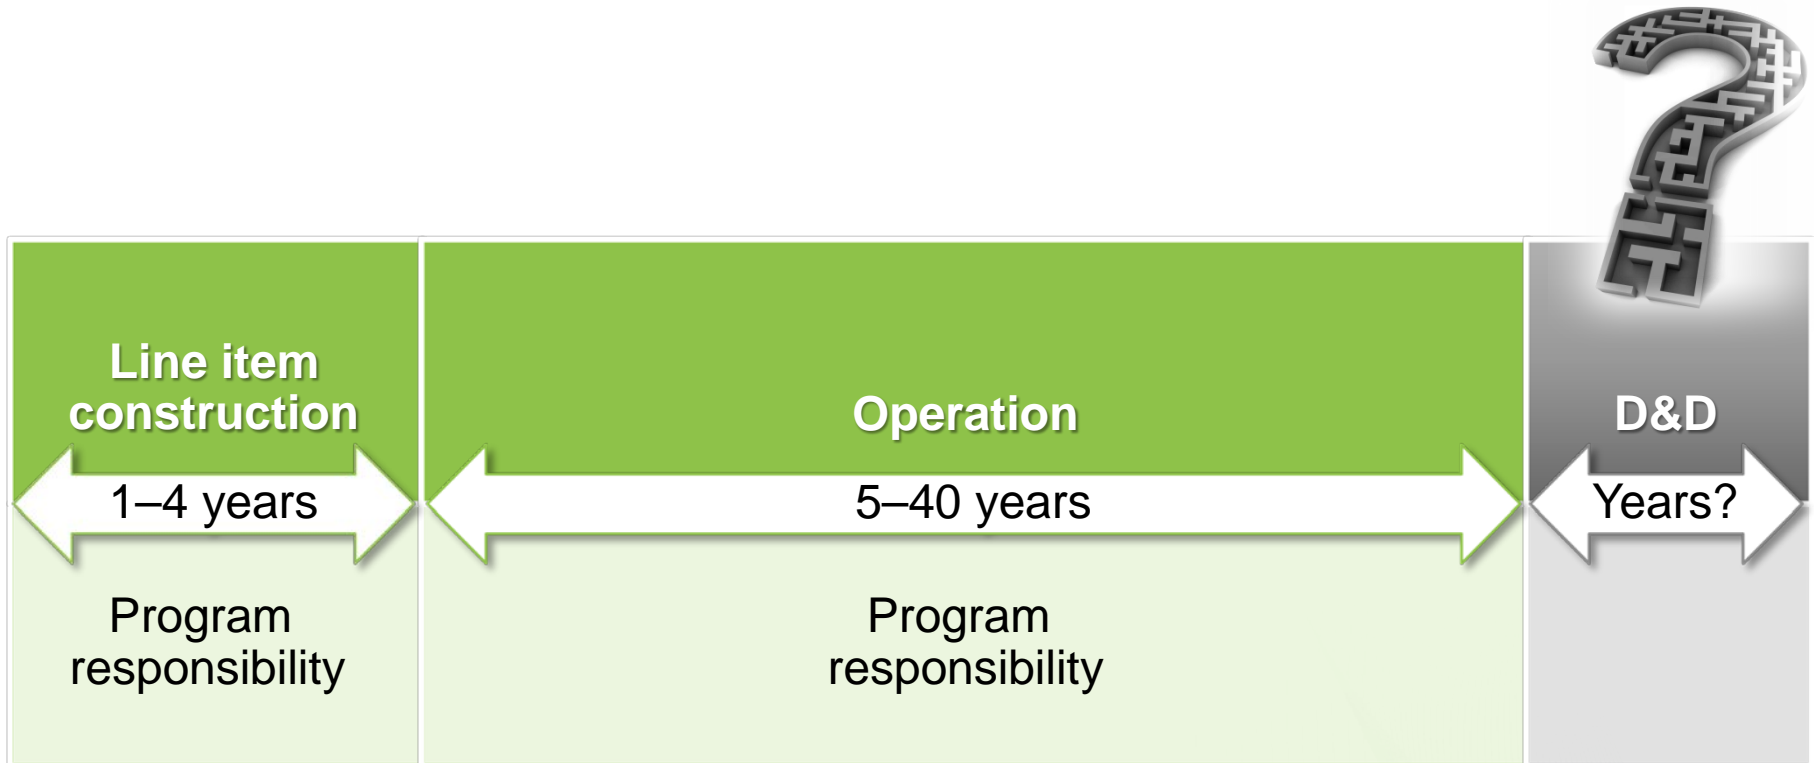 Line item
construction
Operation
D&D
1–4 years
5–40 years
Years?
Program
responsibility
Program
responsibility